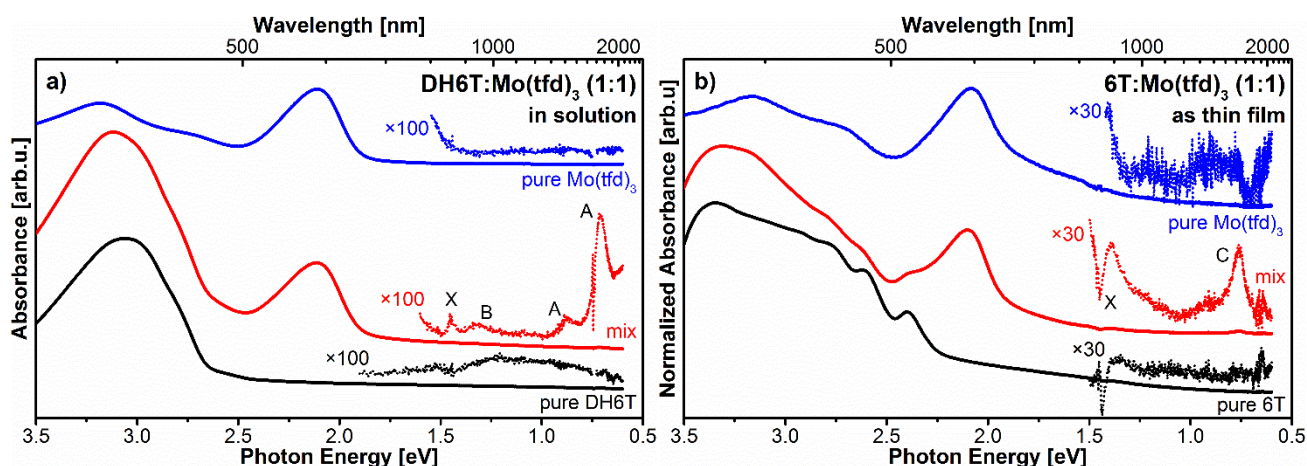 Wavelength [nm]
500 1000 1500 2000
a) DH6T:Mo(tfd)₃ (1:1)
in solution
×100
pure Mo(tfd)₃
A
×100 X B A
mix
×100
pure DH6T
3.5 3.0 2.5 2.0 1.5 1.0 0.5
Photon Energy [eV]
Absorbance [arb.u.]
Wavelength [nm]
500 1000 1500 2000
b) 6T:Mo(tfd)₃ (1:1)
as thin film
×30
pure Mo(tfd)₃
×30
C
X mix
×30
pure 6T
3.5 3.0 2.5 2.0 1.5 1.0 0.5
Photon Energy [eV]
Normalized Absorbance [arb.u]